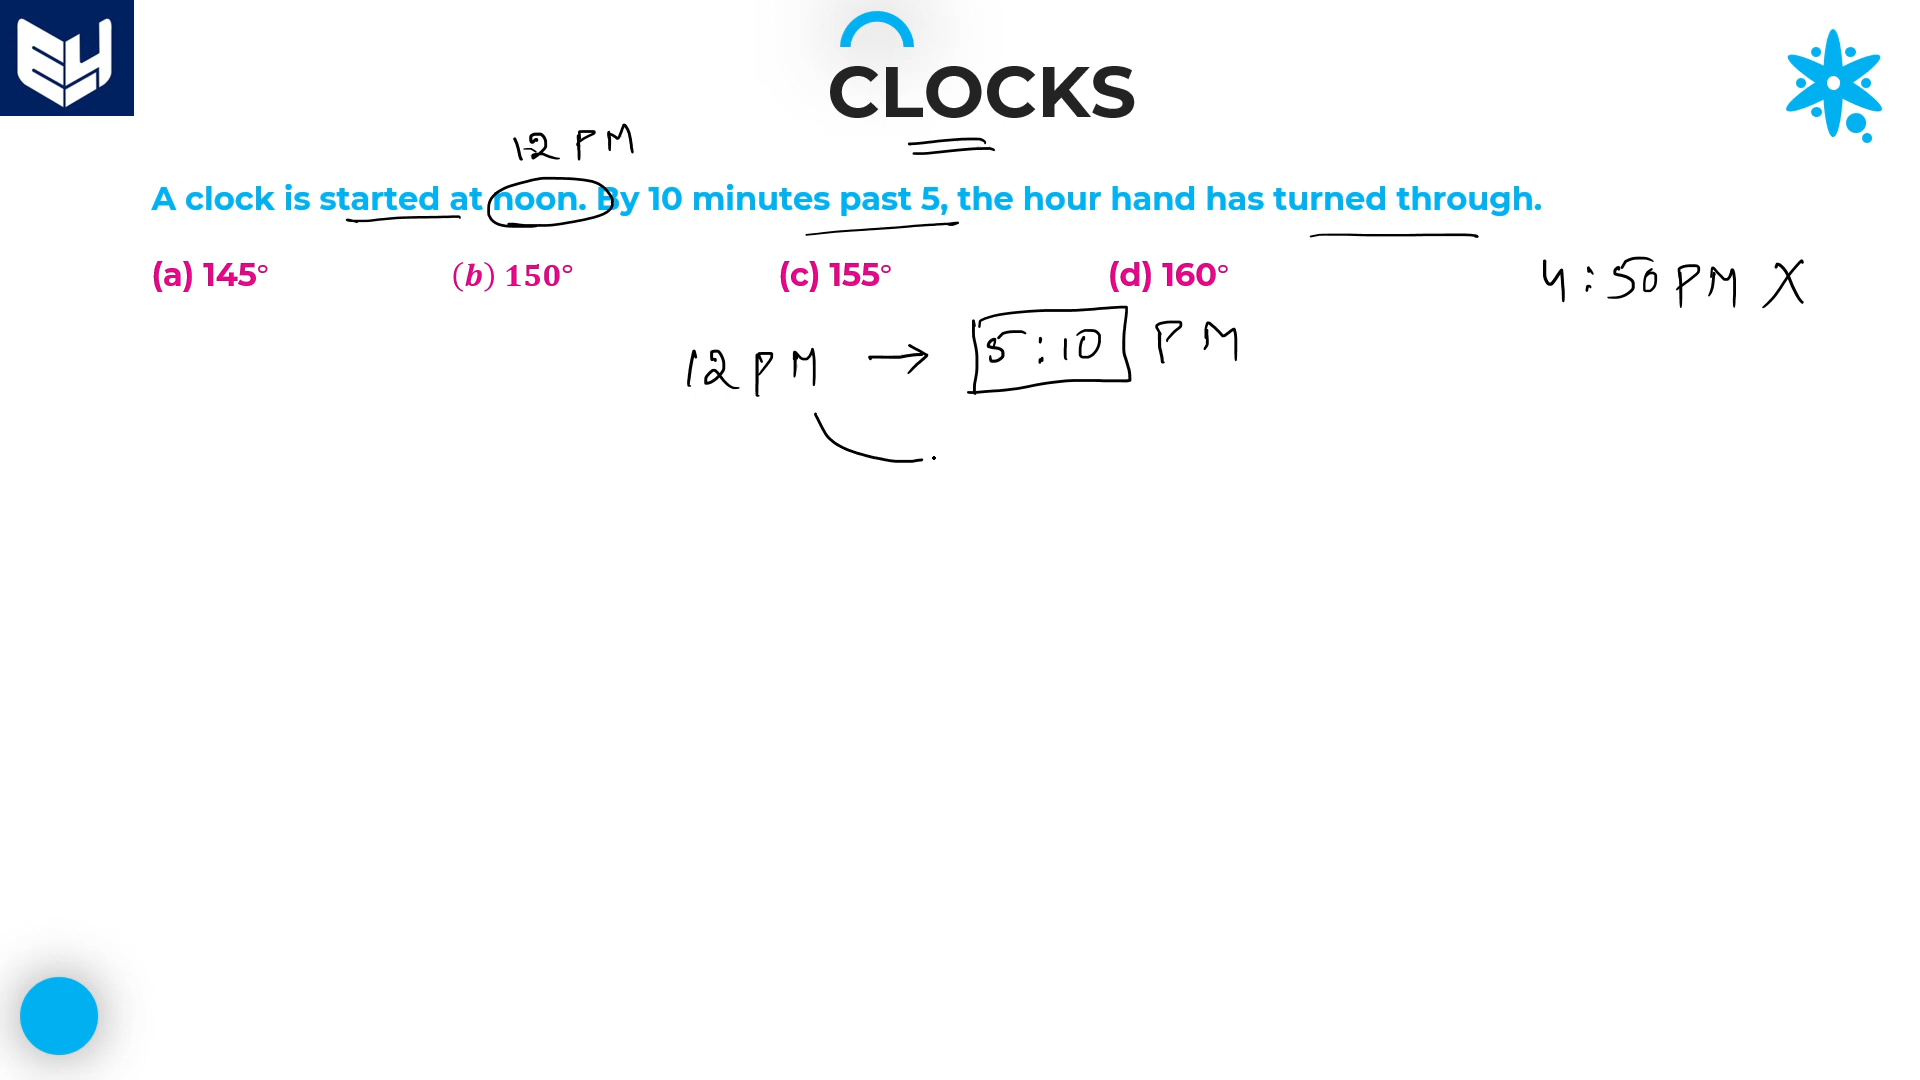 CLOCKS
12 PM
A clock is started at noon. By 10 minutes past 5, the hour hand has turned through.
(a) 145° (b) 150° (c) 155° (d) 160°
4:50 PM X
12 PM → 5:10 PM